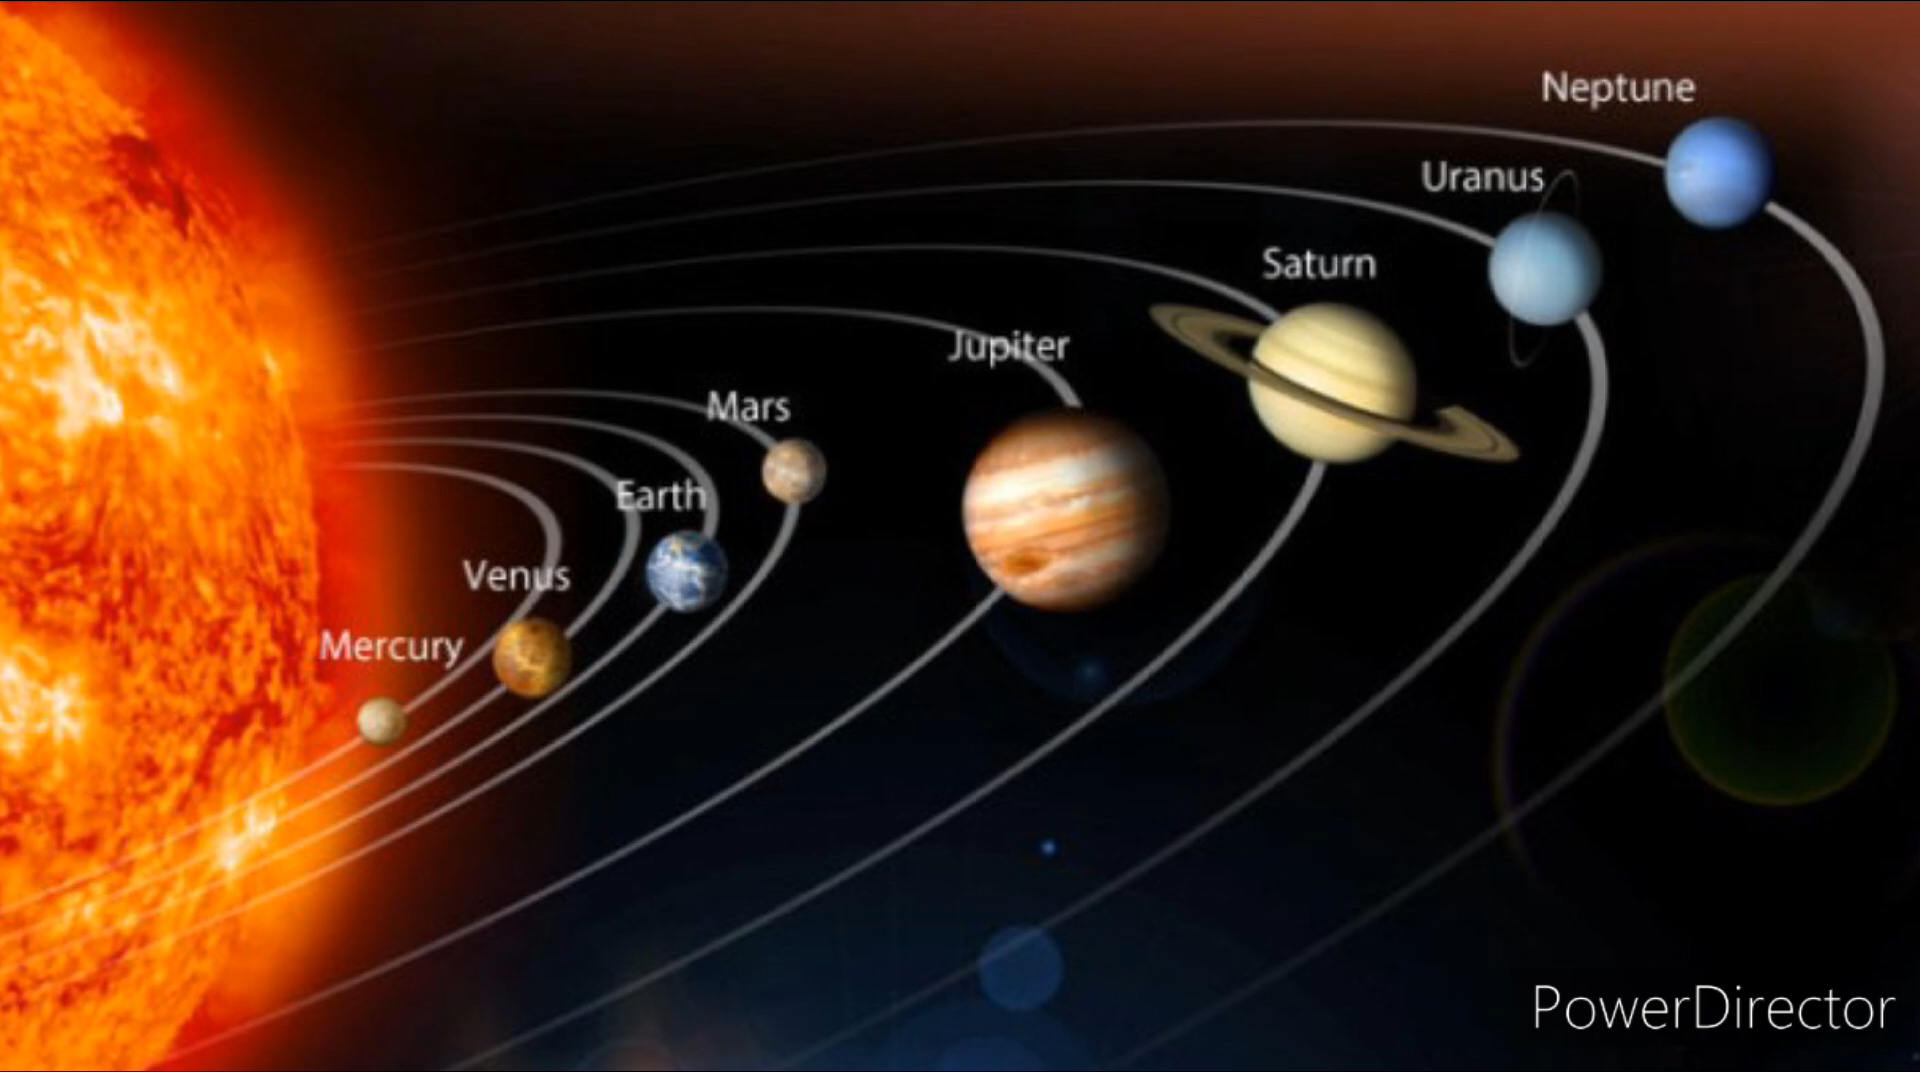 Neptune
Uranus
Saturn
Jupiter
Mars
Earth
Venus
Mercury
PowerDirector